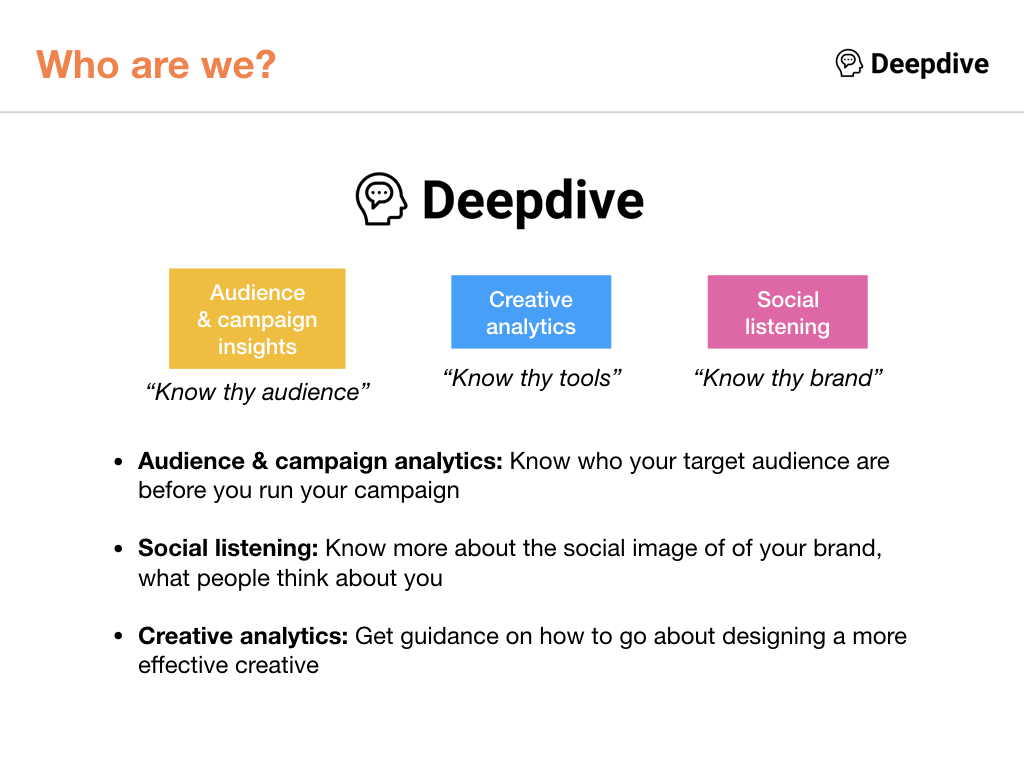 Who are we?
Deepdive
Deepdive
Audience
& campaign
insights
Creative
analytics
Social
listening
“Know thy audience”
“Know thy tools”
“Know thy brand”
• Audience & campaign analytics: Know who your target audience are
before you run your campaign
• Social listening: Know more about the social image of of your brand,
what people think about you
• Creative analytics: Get guidance on how to go about designing a more
effective creative